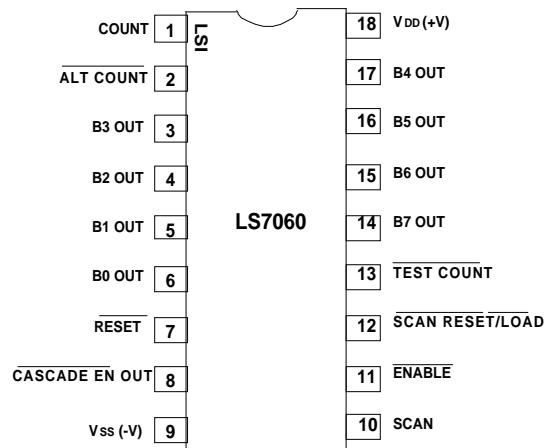 COUNT 1 LSI 18 VDD (+V)
ALT COUNT 2 17 B4 OUT
B3 OUT 3 16 B5 OUT
B2 OUT 4 15 B6 OUT
B1 OUT 5 LS7060 14 B7 OUT
B0 OUT 6 13 TEST COUNT
RESET 7 12 SCAN RESET/LOAD
CASCADE EN OUT 8 11 ENABLE
Vss (-V) 9 10 SCAN